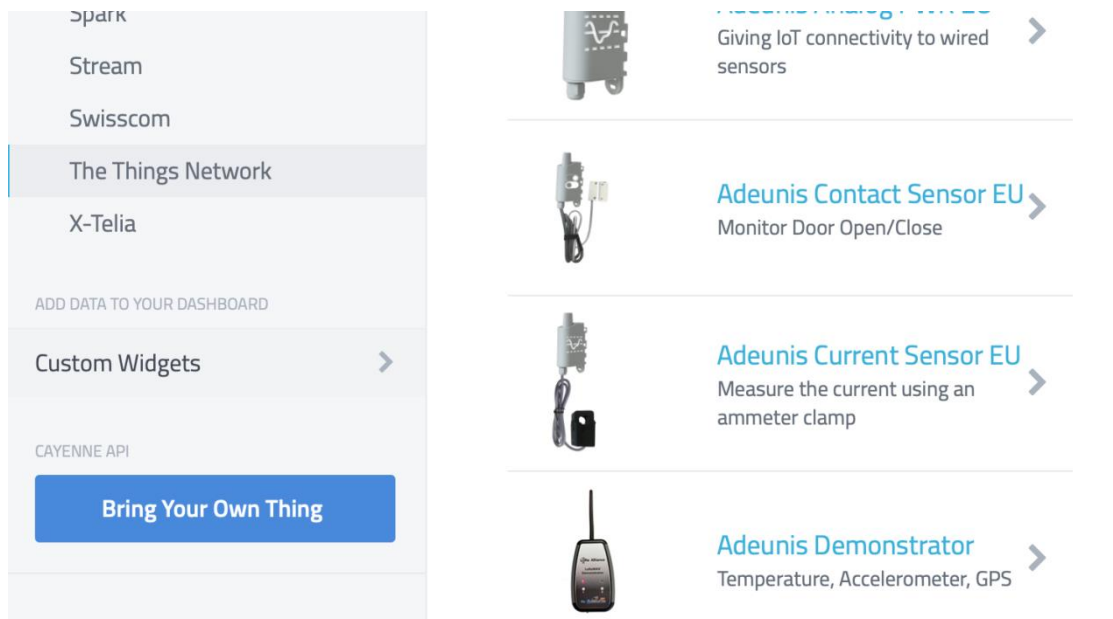 Spark
Stream
Swisscom
The Things Network
X-Telia
ADD DATA TO YOUR DASHBOARD
Custom Widgets
CAYENNE API
Bring Your Own Thing
Giving IoT connectivity to wired
sensors
Adeunis Contact Sensor EU
Monitor Door Open/Close
Adeunis Current Sensor EU
Measure the current using an
ammeter clamp
Adeunis Demonstrator
Temperature, Accelerometer, GPS